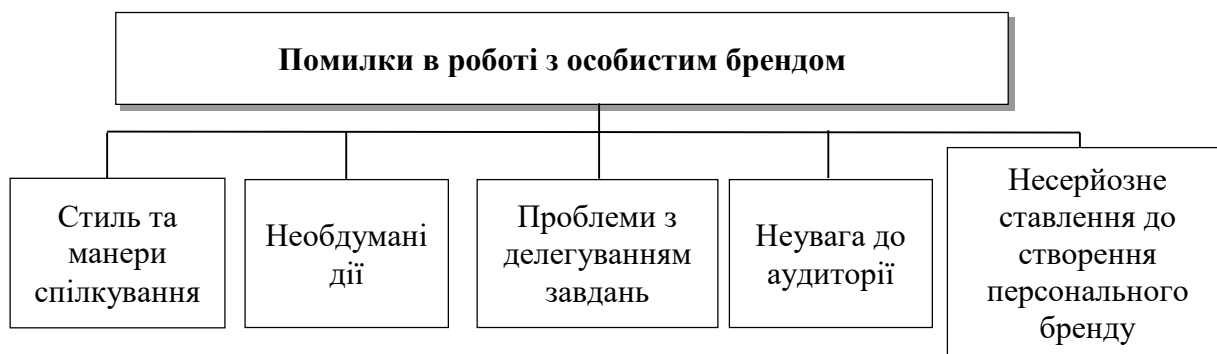 Помилки в роботі з особистим брендом
Стиль та
манери
спілкування
Необдумані
дії
Проблеми з
делегуванням
завдань
Неувага до
аудиторії
Несерйозне
ставлення до
створення
персонального
бренду